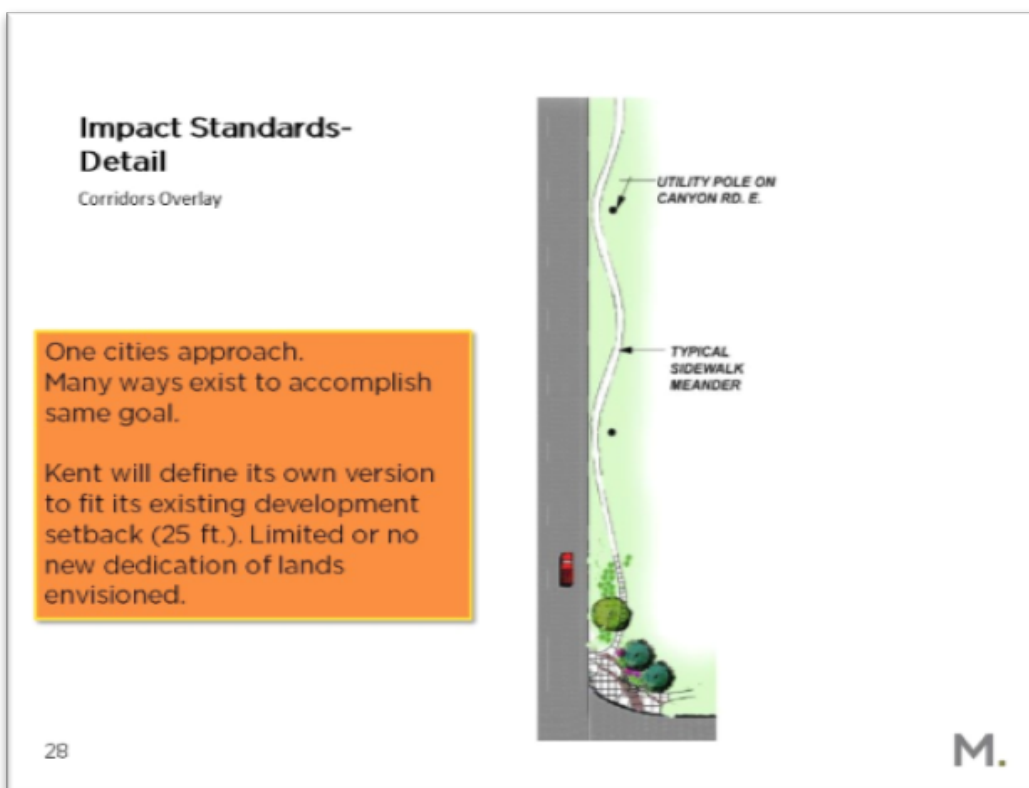 Impact Standards-
Detail
Corridors Overlay
UTILITY POLE ON
CANYON RD. E.
TYPICAL
SIDEWALK
MEANDER
One cities approach.
Many ways exist to accomplish
same goal.
Kent will define its own version
to fit its existing development
setback (25 ft.). Limited or no
new dedication of lands
envisioned.
28
M.